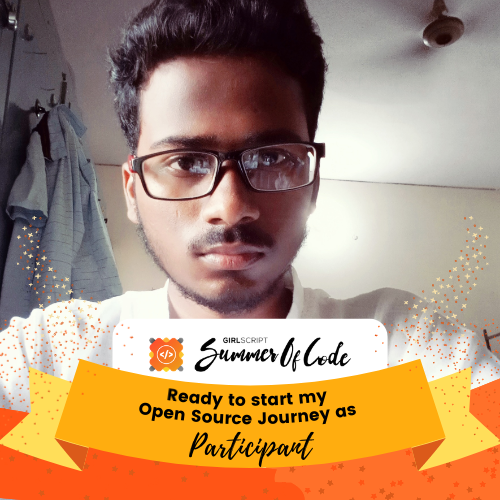 GIRLSCRIPT
Summer Of Code
Ready to start my
Open Source Journey as
Participant